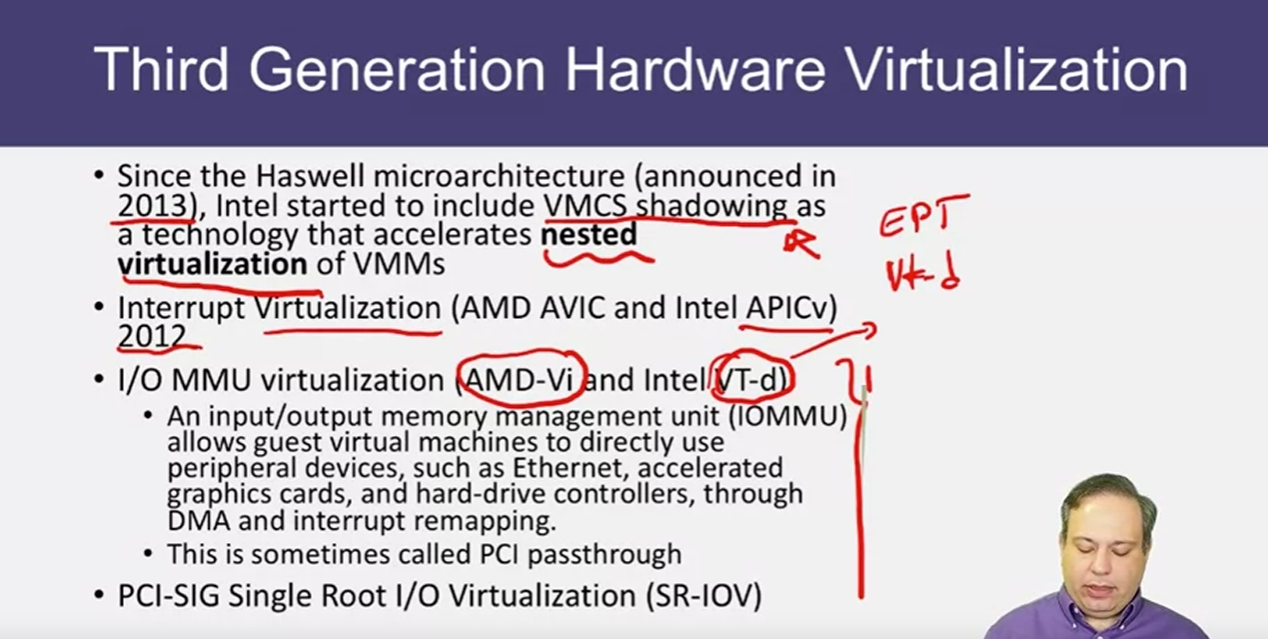 Third Generation Hardware Virtualization
• Since the Haswell microarchitecture (announced in
2013), Intel started to include VMCS shadowing as
a technology that accelerates nested
virtualization of VMMs
• Interrupt Virtualization (AMD AVIC and Intel APICv)
2012
• I/O MMU virtualization (AMD-Vi and Intel VT-d)
• An input/output memory management unit (IOMMU)
allows guest virtual machines to directly use
peripheral devices, such as Ethernet, accelerated
graphics cards, and hard-drive controllers, through
DMA and interrupt remapping.
• This is sometimes called PCI passthrough
• PCI-SIG Single Root I/O Virtualization (SR-IOV)
EPT
Vt-d